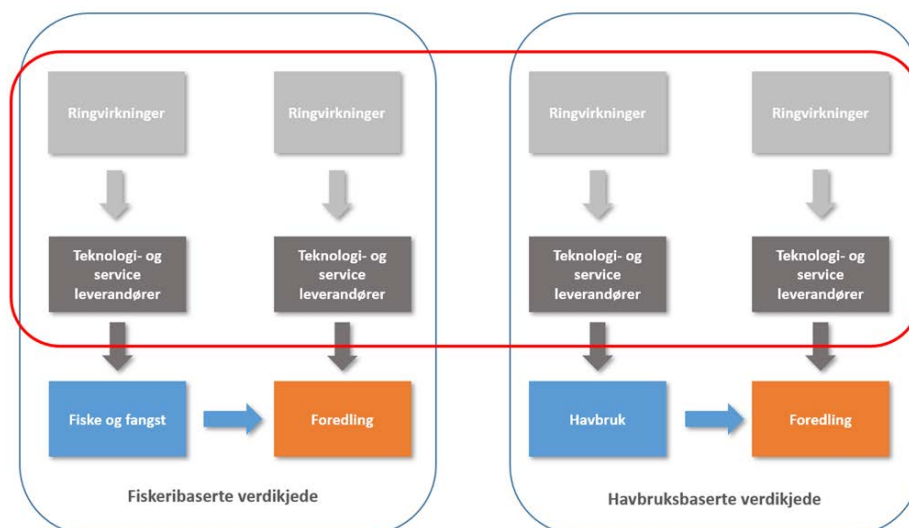 Ringvirkninger
Ringvirkninger
Ringvirkninger
Ringvirkninger
Teknologi- og
service
leverandører
Teknologi- og
service
leverandører
Teknologi- og
service
leverandører
Teknologi- og
service
leverandører
Fiske og fangst
Foredling
Havbruk
Foredling
Fiskeribaserte verdikjede
Havbruksbaserte verdikjede